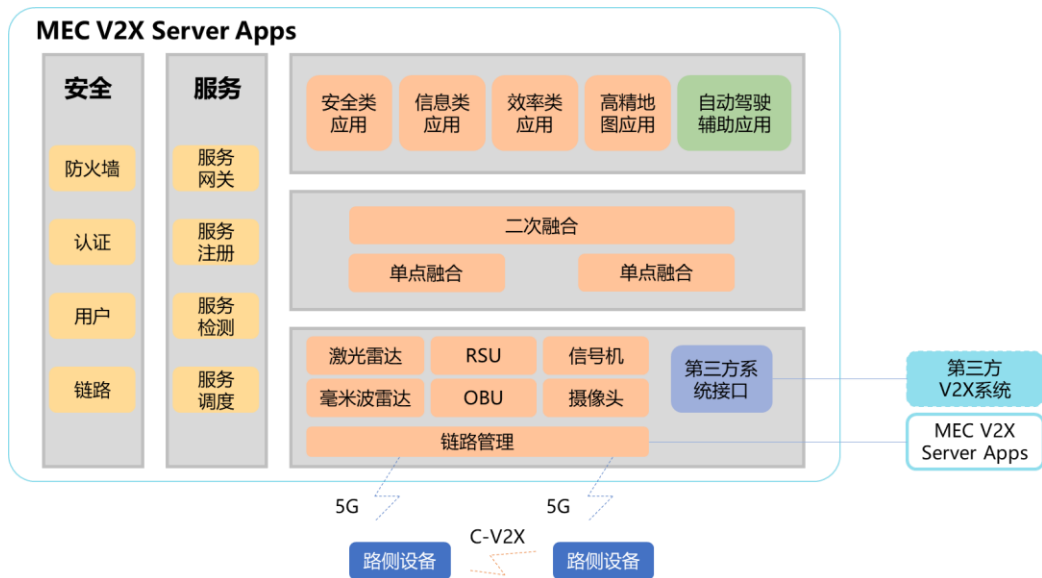 MEC V2X Server Apps
安全
防火墙
认证
用户
链路
服务
服务
网关
服务
注册
服务
检测
服务
调度
安全类
应用
信息类
应用
效率类
应用
高精地
图应用
自动驾驶
辅助应用
二次融合
单点融合
单点融合
激光雷达
RSU
信号机
毫米波雷达
OBU
摄像头
第三方系
统接口
链路管理
第三方
V2X系统
MEC V2X
Server Apps
5G
5G
C-V2X
路侧设备
路侧设备